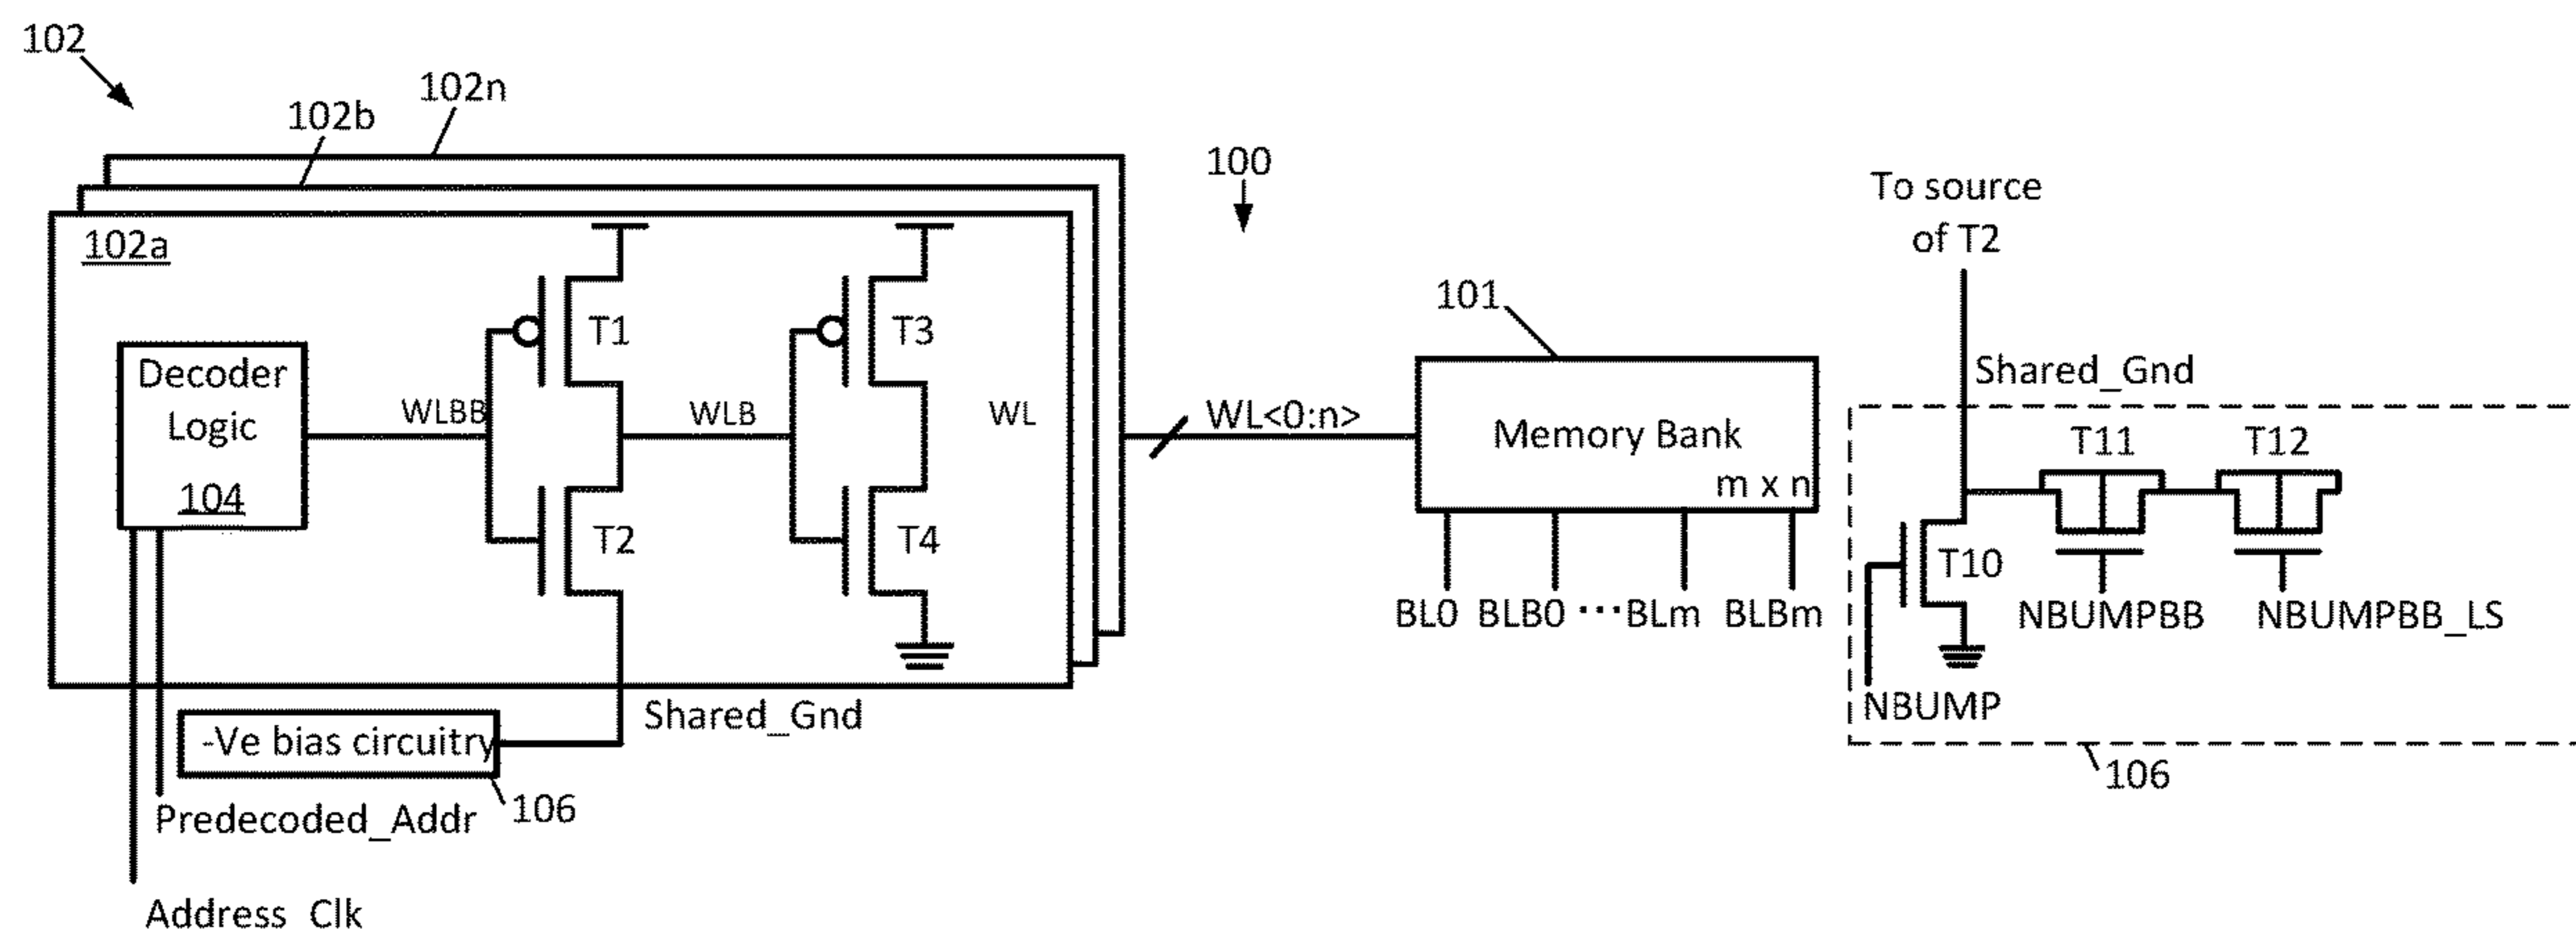 102
102n
102b
100
To source
of T2
102a
101
T1
T3
Decoder
Logic
104
WLBB
WLB
WL
WL<0:n>
Memory Bank
m x n
Shared_Gnd
T11
T12
T2
T4
T10
BL0
BLB0
...
BLm
BLBm
NBUMPBB
NBUMPBB_LS
NBUMP
Shared_Gnd
-Ve bias circuitry
106
106
Predecoded_Addr
Address_Clk